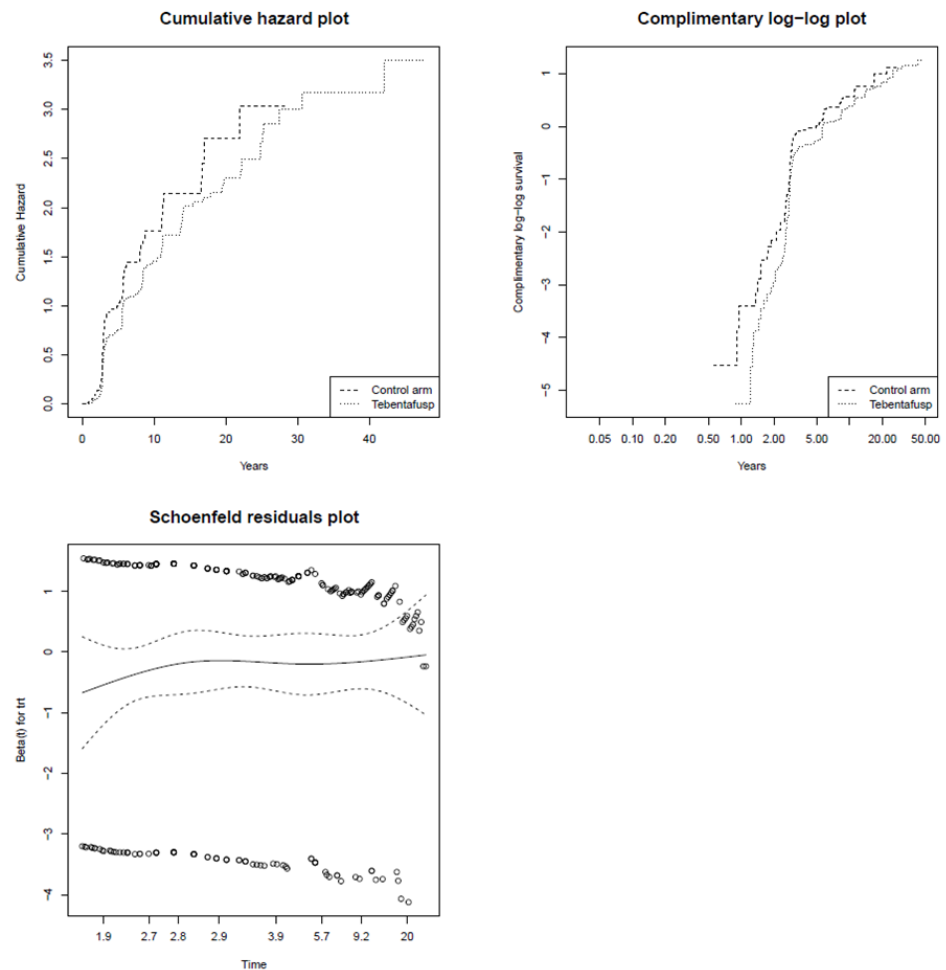 Cumulative hazard plot
Cumulative Hazard
3.5
3.0
2.5
2.0
1.5
1.0
0.5
0.0
Control arm
Tebentafusp
0 10 20 30 40
Years
Complimentary log−log plot
Complimentary log−log survival
1
0
−1
−2
−3
−4
−5
Control arm
Tebentafusp
0.05 0.10 0.20 0.50 1.00 2.00 5.00 20.00 50.00
Years
Schoenfeld residuals plot
Beta(t) for trt
1
0
−1
−2
−3
−4
1.9 2.7 2.8 2.9 3.9 5.7 9.2 20
Time